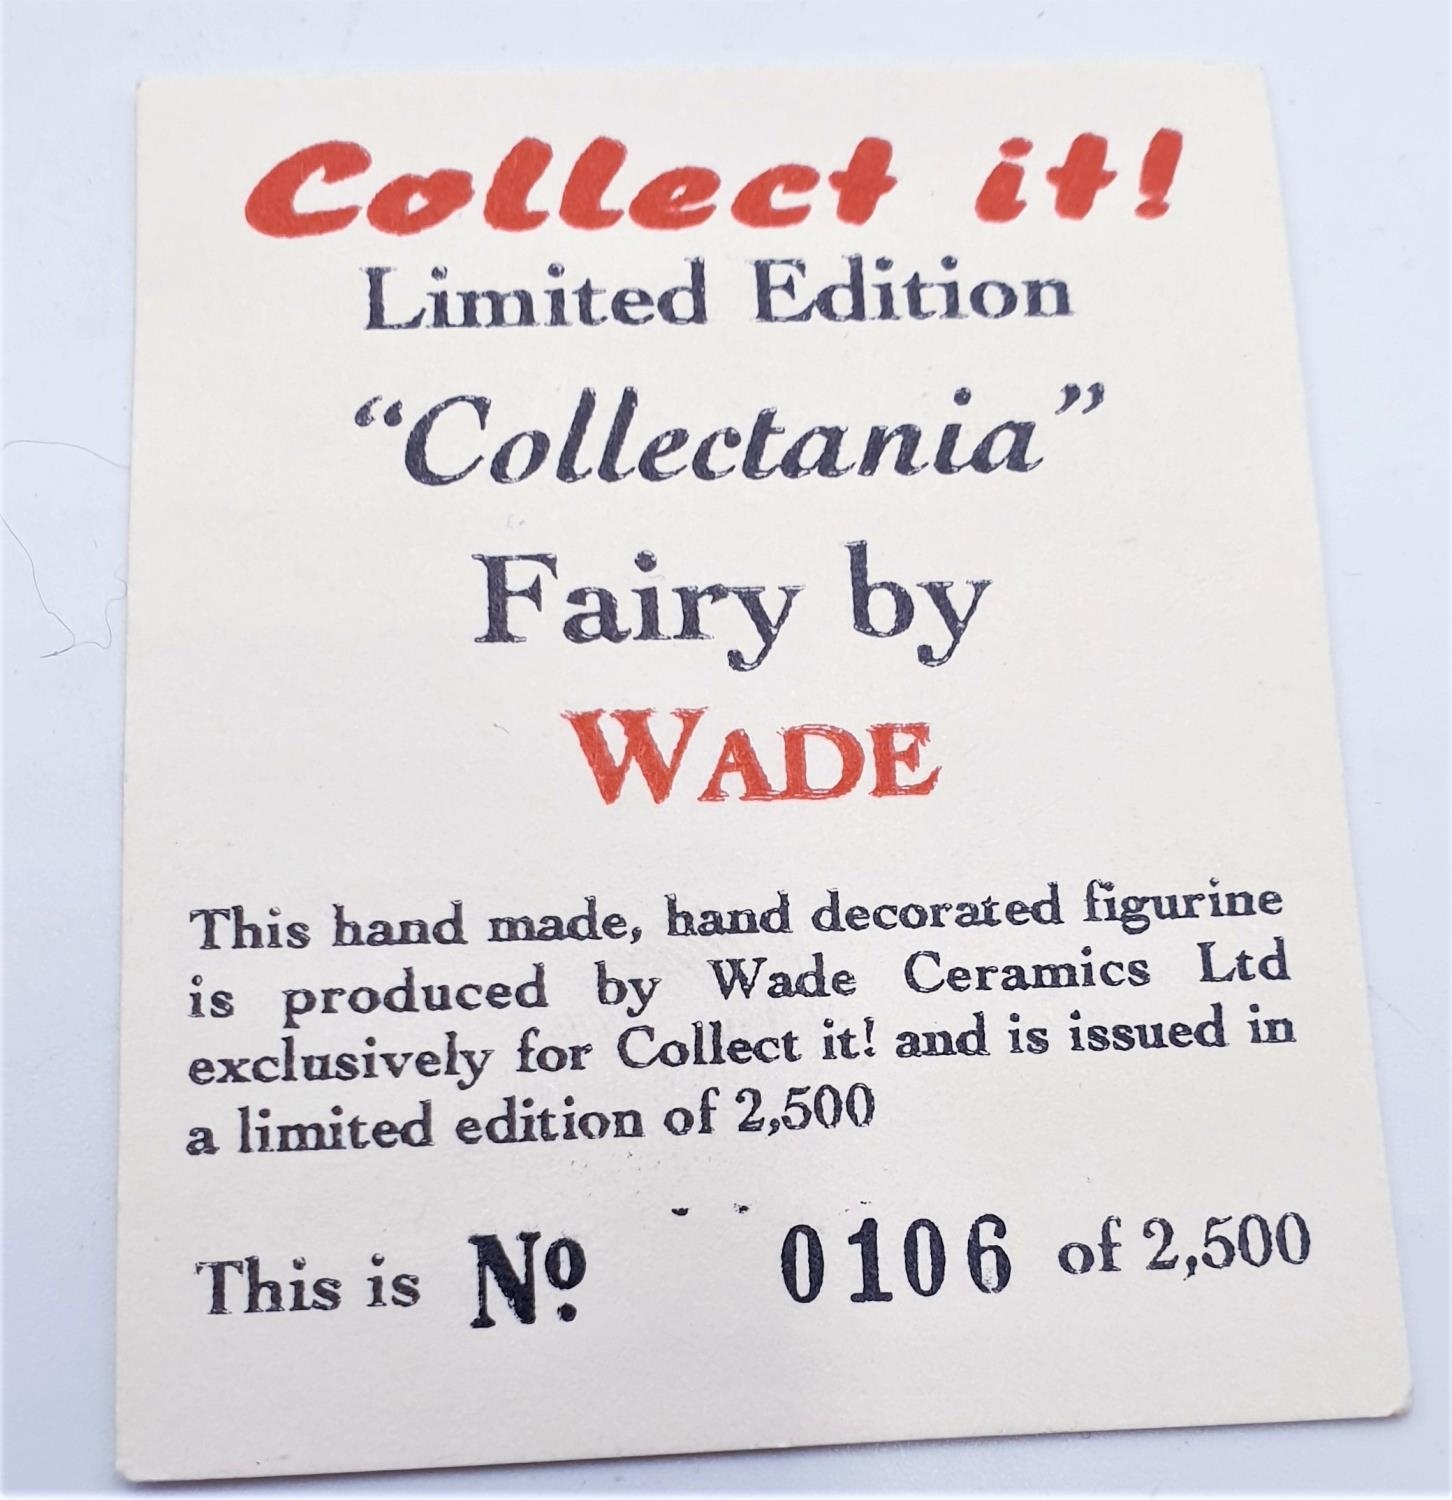 Collect it!
Limited Edition
“Collectania”
Fairy by
WADE
This hand made, hand decorated figurine
is produced by Wade Ceramics Ltd
exclusively for Collect it! and is issued in
a limited edition of 2,500
This is Nº 0106 of 2,500